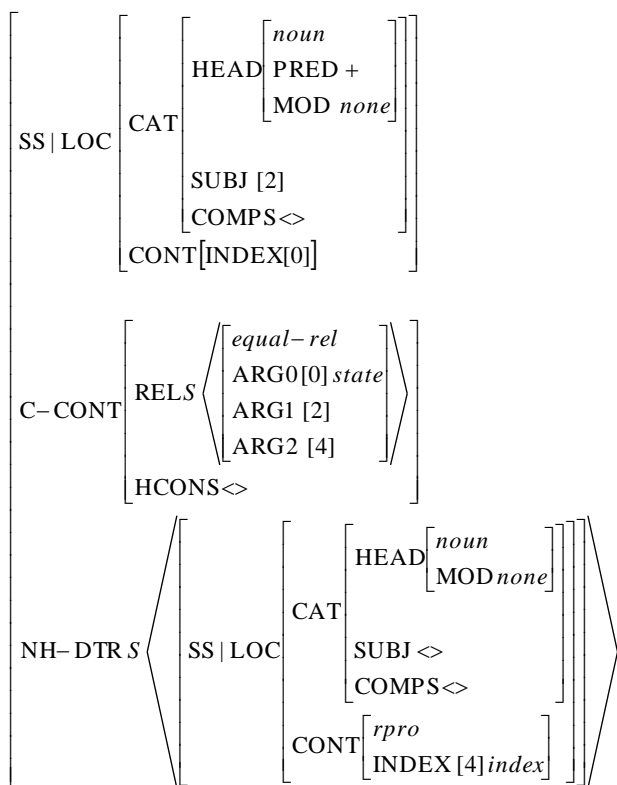 noun
HEAD PRED +
MOD none
CAT
SS | LOC
SUBJ [2]
COMPS<>
CONT[INDEX[0]]
equal-rel
ARG0[0] state
RELS
ARG1 [2]
C-CONT
ARG2 [4]
HCONS<>
noun
HEAD
MOD none
CAT
NH-DTRS SS | LOC SUBJ <>
COMPS<>
rpro
CONT
INDEX [4] index